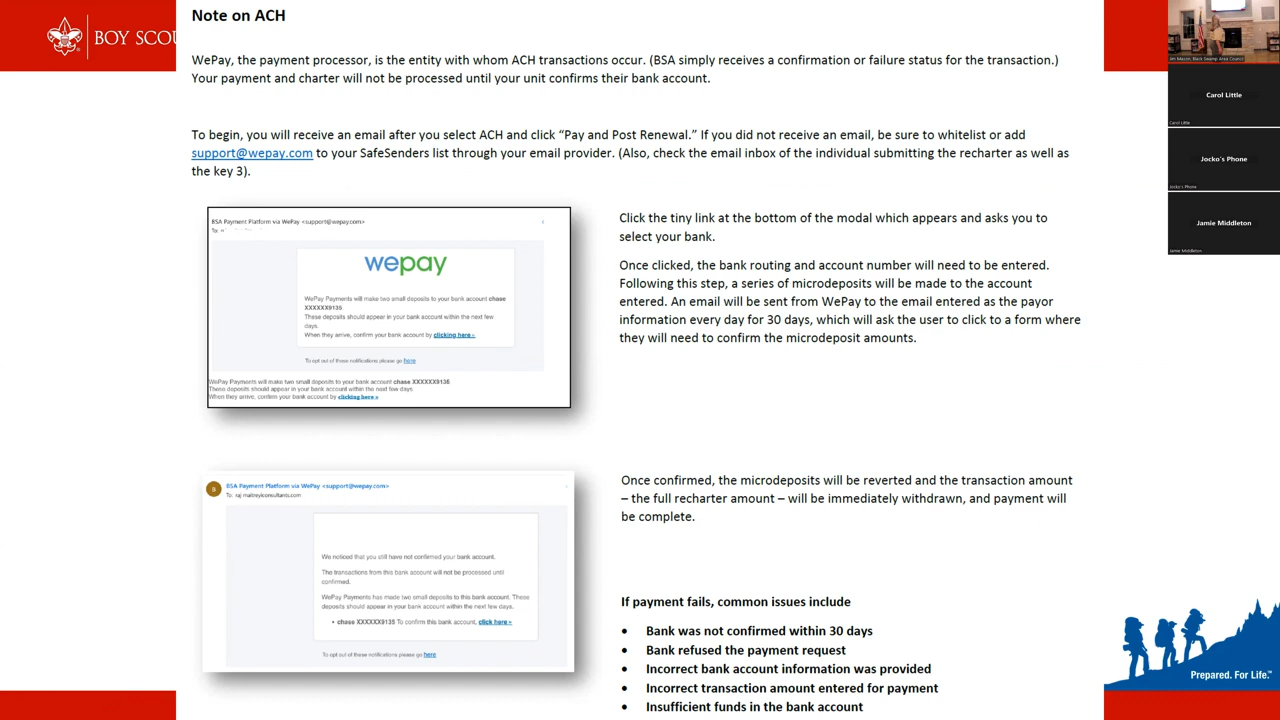 Note on ACH
BOY SCOU
WePay, the payment processor, is the entity with whom ACH transactions occur. (BSA simply receives a confirmation or failure status for the transaction.)
Your payment and charter will not be processed until your unit confirms their bank account.
To begin, you will receive an email after you select ACH and click “Pay and Post Renewal.” If you did not receive an email, be sure to whitelist or add
support@wepay.com to your SafeSenders list through your email provider. (Also, check the email inbox of the individual submitting the recharter as well as
the key 3).
BSA Payment Platform via WePay <support@wepay.com>
To:
wepay
WePay Payments will make two small deposits to your bank account chase
XXXXXX9135
These deposits should appear in your bank account within the next few
days.
When they arrive, confirm your bank account by clicking here »
To opt out of these notifications please go here
WePay Payments will make two small deposits to your bank account chase XXXXXX9135
These deposits should appear in your bank account within the next few days.
When they arrive, confirm your bank account by clicking here »
Click the tiny link at the bottom of the modal which appears and asks you to
select your bank.
Once clicked, the bank routing and account number will need to be entered.
Following this step, a series of microdeposits will be made to the account
entered. An email will be sent from WePay to the email entered as the payor
information every day for 30 days, which will ask the user to click to a form where
they will need to confirm the microdeposit amounts.
B
BSA Payment Platform via WePay <support@wepay.com>
To: raj maitreyiconsultants.com
We noticed that you still have not confirmed your bank account.
The transactions from this bank account will not be processed until
confirmed.
WePay Payments has made two small deposits to this bank account. These
deposits should appear in your bank account within the next few days.
• chase XXXXXX9135 To confirm this bank account, click here »
To opt out of these notifications please go here
Once confirmed, the microdeposits will be reverted and the transaction amount
– the full recharter amount – will be immediately withdrawn, and payment will
be complete.
If payment fails, common issues include
• Bank was not confirmed within 30 days
• Bank refused the payment request
• Incorrect bank account information was provided
• Incorrect transaction amount entered for payment
• Insufficient funds in the bank account
Jim Mason, Black Swamp Area Council
Carol Little
Carol Little
Jocko's Phone
Jocko's Phone
Jamie Middleton
Jamie Middleton
Prepared. For Life.™